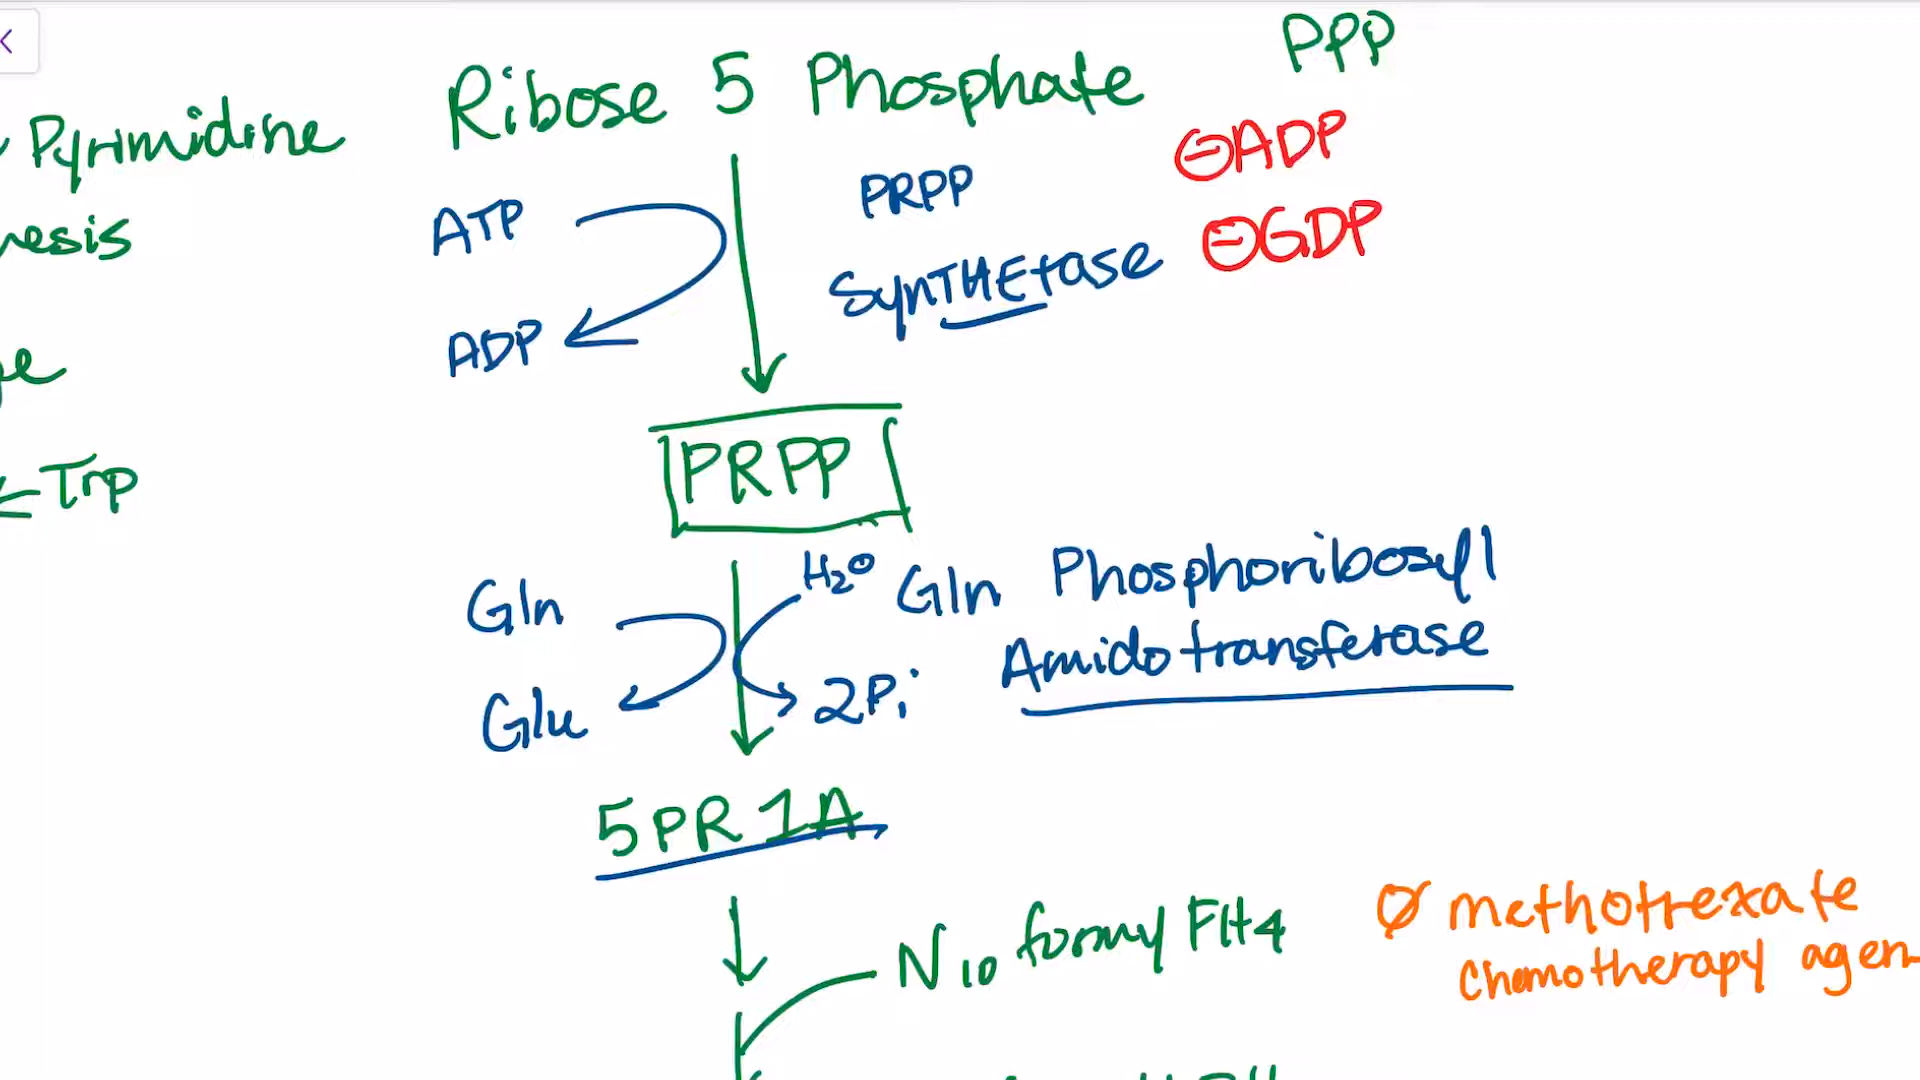 PPP
Ribose 5 Phosphate
Pyrimidine
nesis
Trp
ATP
ADP
PRPP
SynTHEtase
⊖ADP
⊖GDP
PRPP
Gln
Glu
H2O
2Pi
Gln Phosphoribosyl
Amidotransferase
5PR1A
N10 formyl FH4
methotrexate
chemotherapy agen